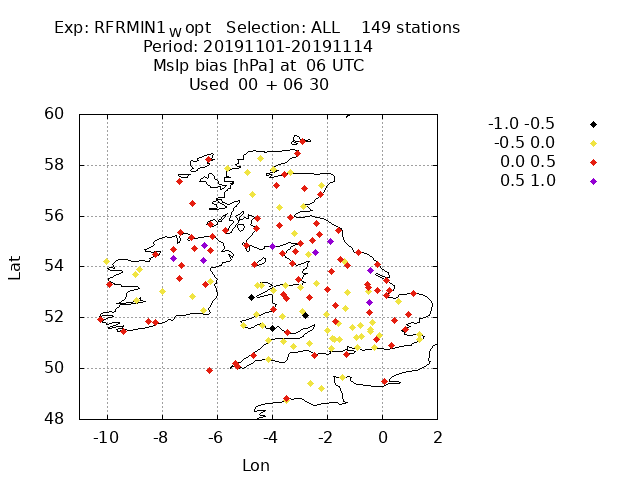 Exp: RFRMIN1wopt Selection: ALL 149 stations
Period: 20191101-20191114
Mslp bias [hPa] at 06 UTC
Used 00 + 06 30
-1.0 -0.5
-0.5 0.0
0.0 0.5
0.5 1.0
60
58
56
54
52
50
48
Lat
-10 -8 -6 -4 -2 0 2
Lon